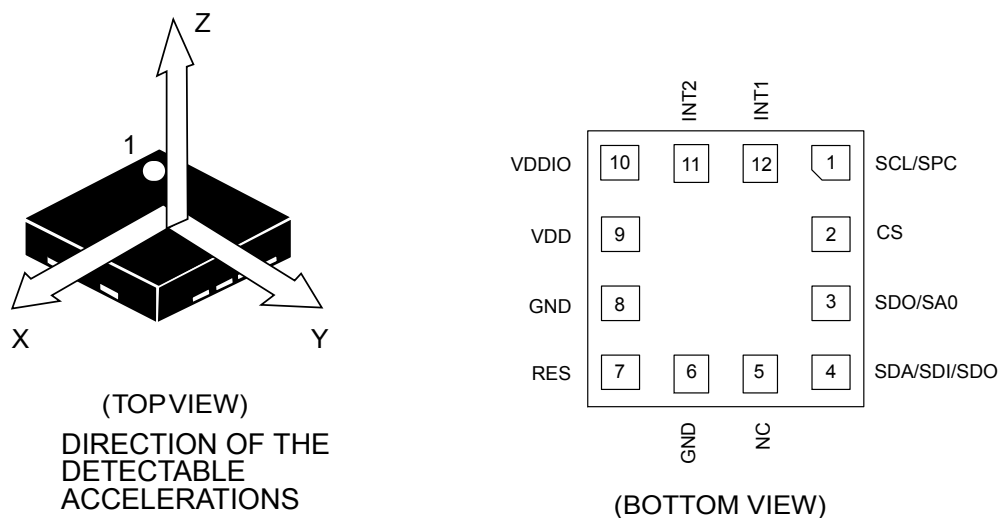 Z
1
X
Y
(TOPVIEW)
DIRECTION OF THE
DETECTABLE
ACCELERATIONS
INT2 INT1
VDDIO 10 11 12 1 SCL/SPC
VDD 9 2 CS
GND 8 3 SDO/SA0
RES 7 6 5 4 SDA/SDI/SDO
GND NC
(BOTTOM VIEW)